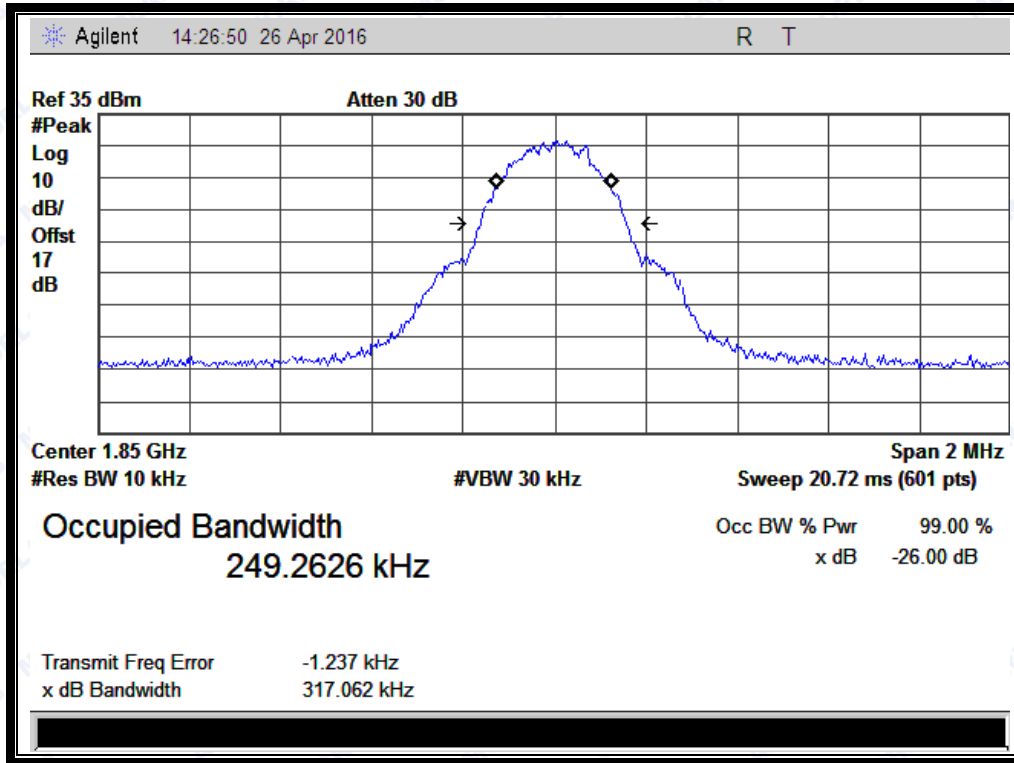 Agilent 14:26:50 26 Apr 2016 R T
Ref 35 dBm Atten 30 dB
#Peak
Log
10
dB/
Offst
17
dB
Center 1.85 GHz Span 2 MHz
#Res BW 10 kHz #VBW 30 kHz Sweep 20.72 ms (601 pts)
Occupied Bandwidth Occ BW % Pwr 99.00 %
249.2626 kHz x dB -26.00 dB
Transmit Freq Error -1.237 kHz
x dB Bandwidth 317.062 kHz